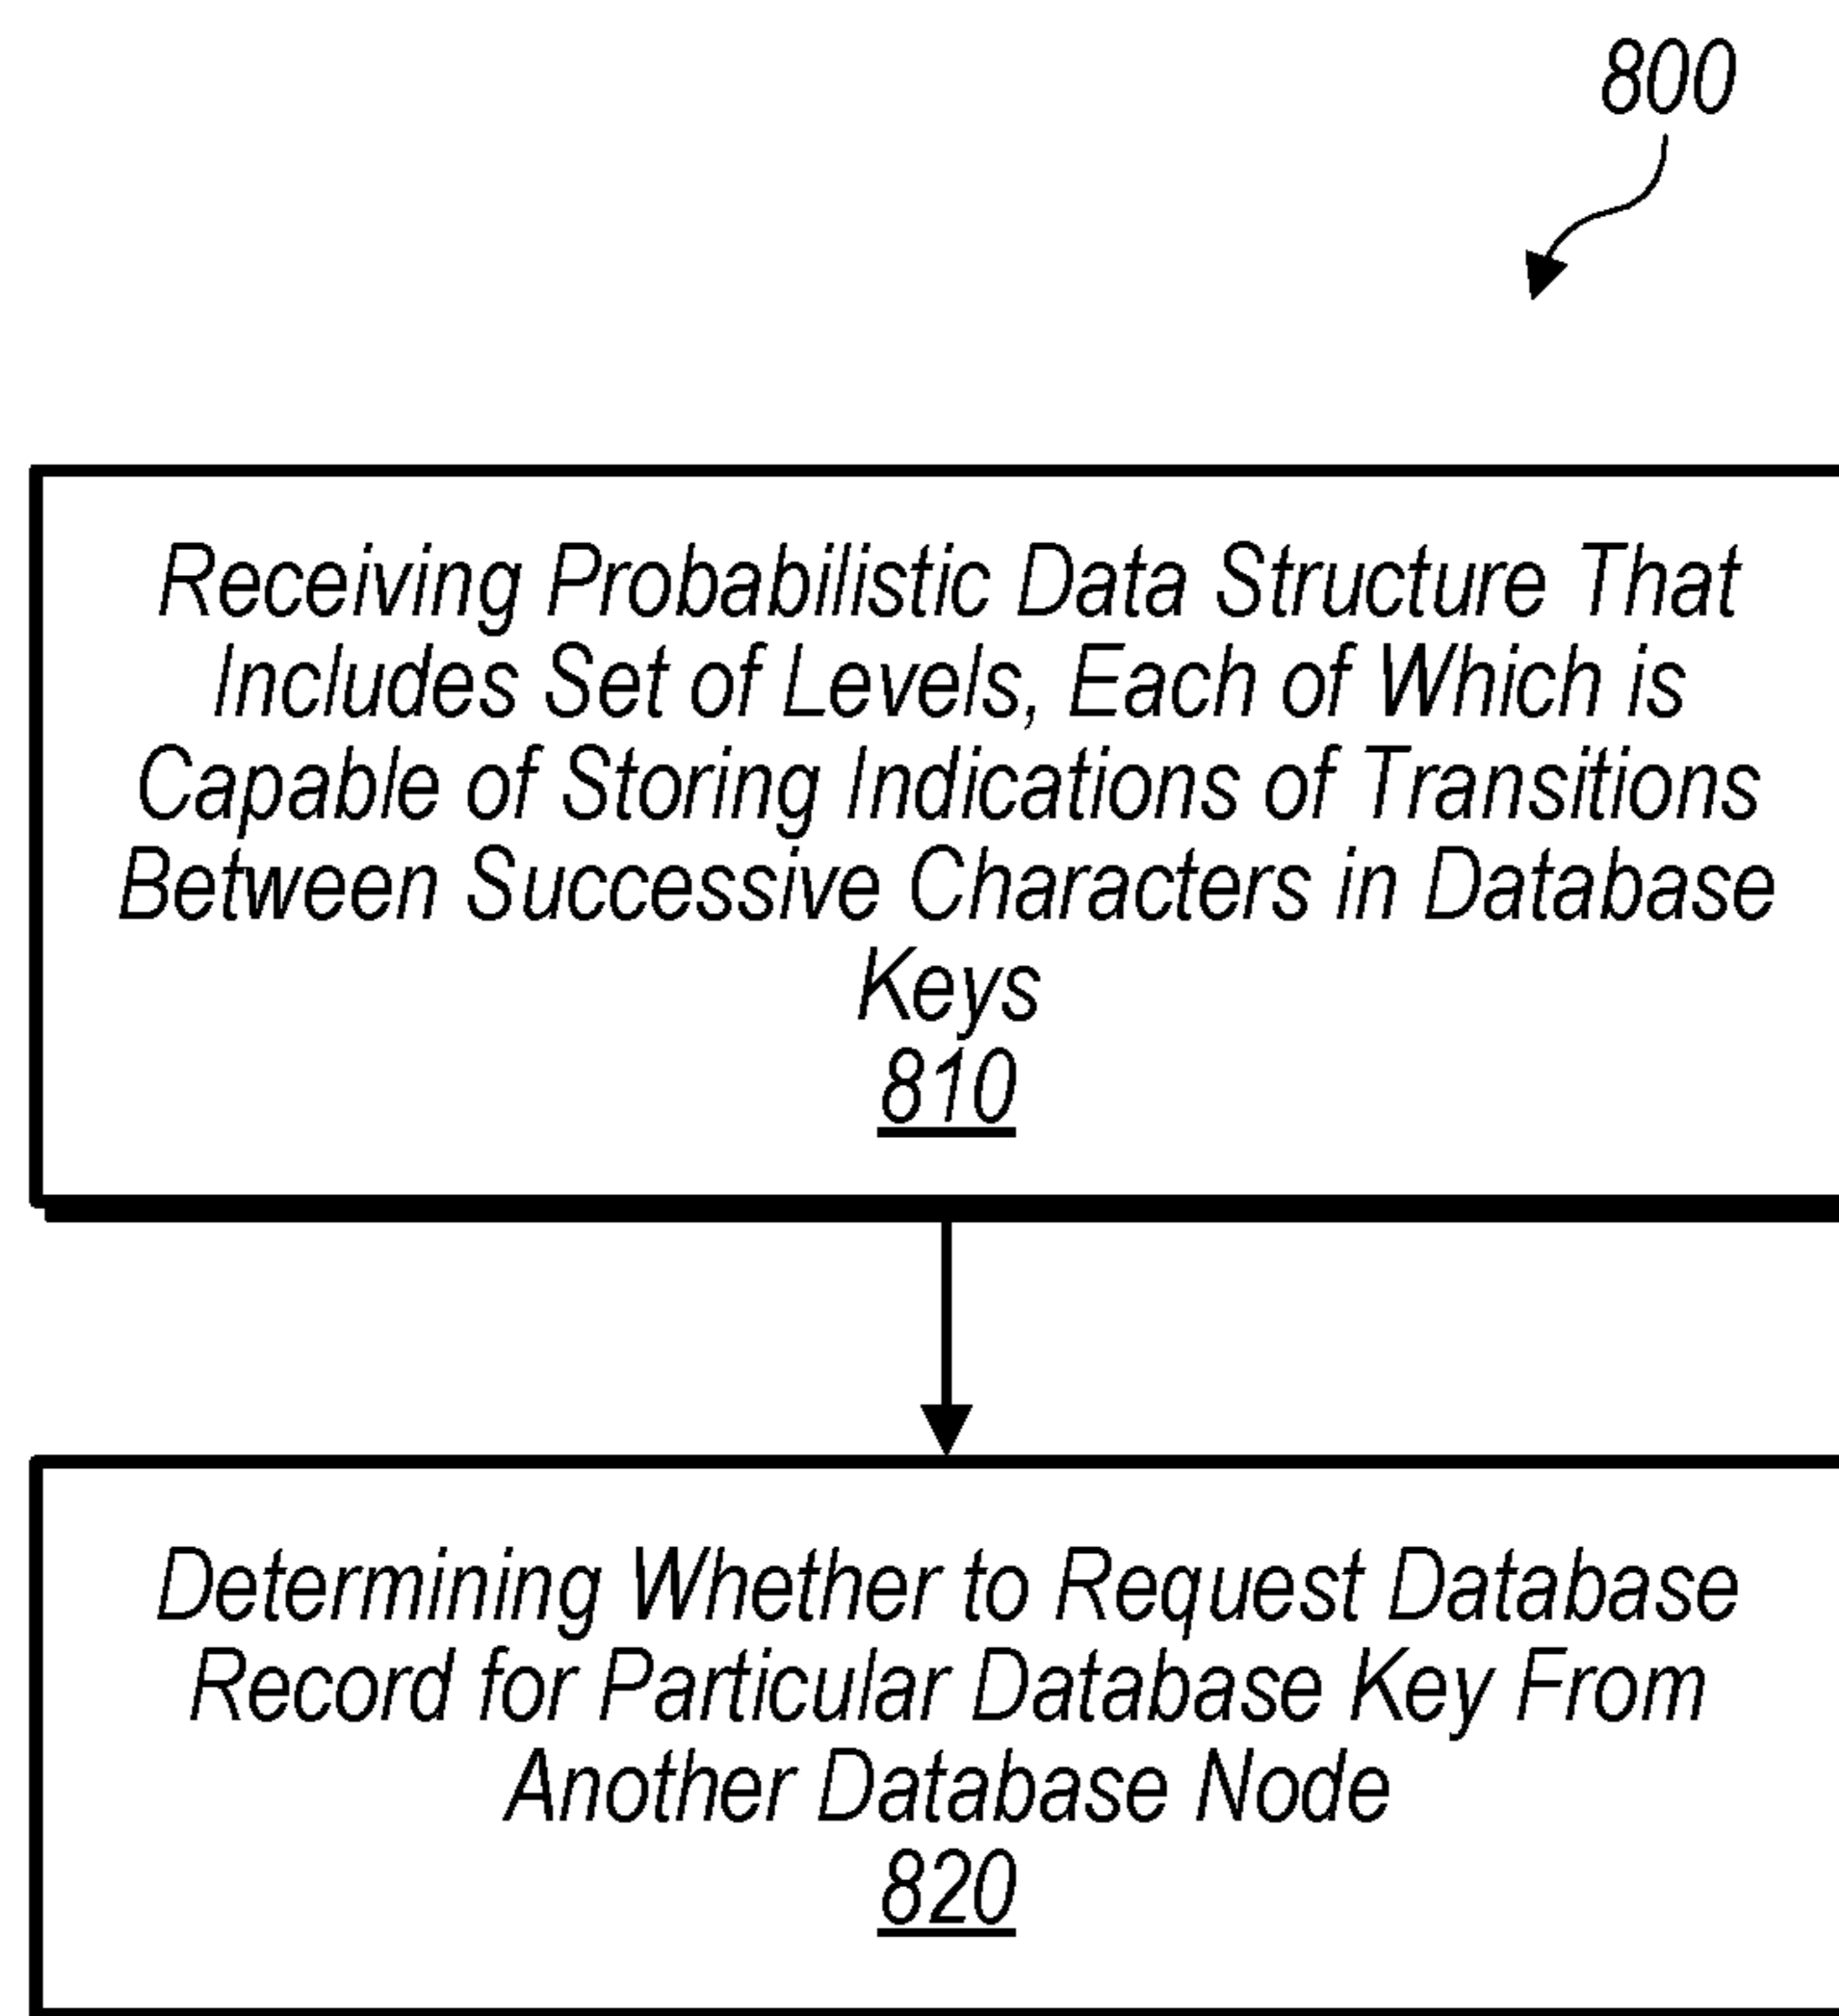 800
Receiving Probabilistic Data Structure That
Includes Set of Levels, Each of Which is
Capable of Storing Indications of Transitions
Between Successive Characters in Database
Keys
810
Determining Whether to Request Database
Record for Particular Database Key From
Another Database Node
820